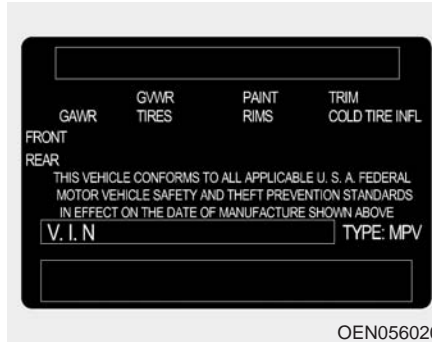 GVWR PAINT TRIM
GAWR TIRES RIMS COLD TIRE INFL
FRONT
REAR
THIS VEHICLE CONFORMS TO ALL APPLICABLE U. S. A. FEDERAL
MOTOR VEHICLE SAFETY AND THEFT PREVENTION STANDARDS
IN EFFECT ON THE DATE OF MANUFACTURE SHOWN ABOVE
V. I. N TYPE: MPV
OEN056020